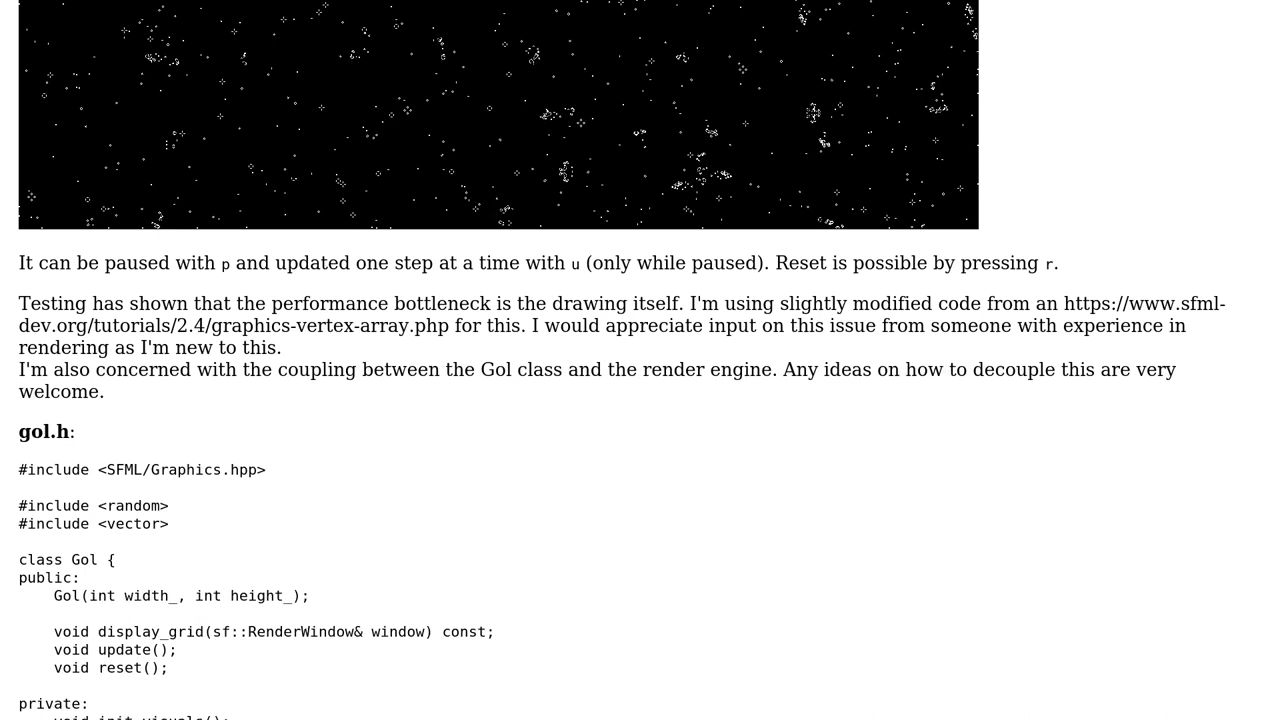 It can be paused with p and updated one step at a time with u (only while paused). Reset is possible by pressing r.
Testing has shown that the performance bottleneck is the drawing itself. I'm using slightly modified code from an https://www.sfml-
dev.org/tutorials/2.4/graphics-vertex-array.php for this. I would appreciate input on this issue from someone with experience in
rendering as I'm new to this.
I'm also concerned with the coupling between the Gol class and the render engine. Any ideas on how to decouple this are very
welcome.
gol.h:
#include <SFML/Graphics.hpp>
#include <random>
#include <vector>
class Gol {
public:
    Gol(int width_, int height_);
    void display_grid(sf::RenderWindow& window) const;
    void update();
    void reset();
private: